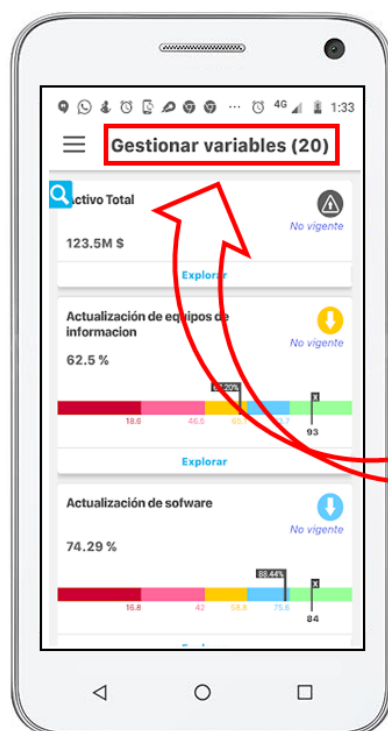 4G 1:33
Gestionar variables (20)
ctivo Total
No vigente
123.5M $
Explorar
Actualización de equipos de
informacion
No vigente
62.5 %
X
18.6 46.5
93
Explorar
Actualización de sofware
No vigente
74.29 %
88.44%
X
16.8 42 58.8 75.6
84